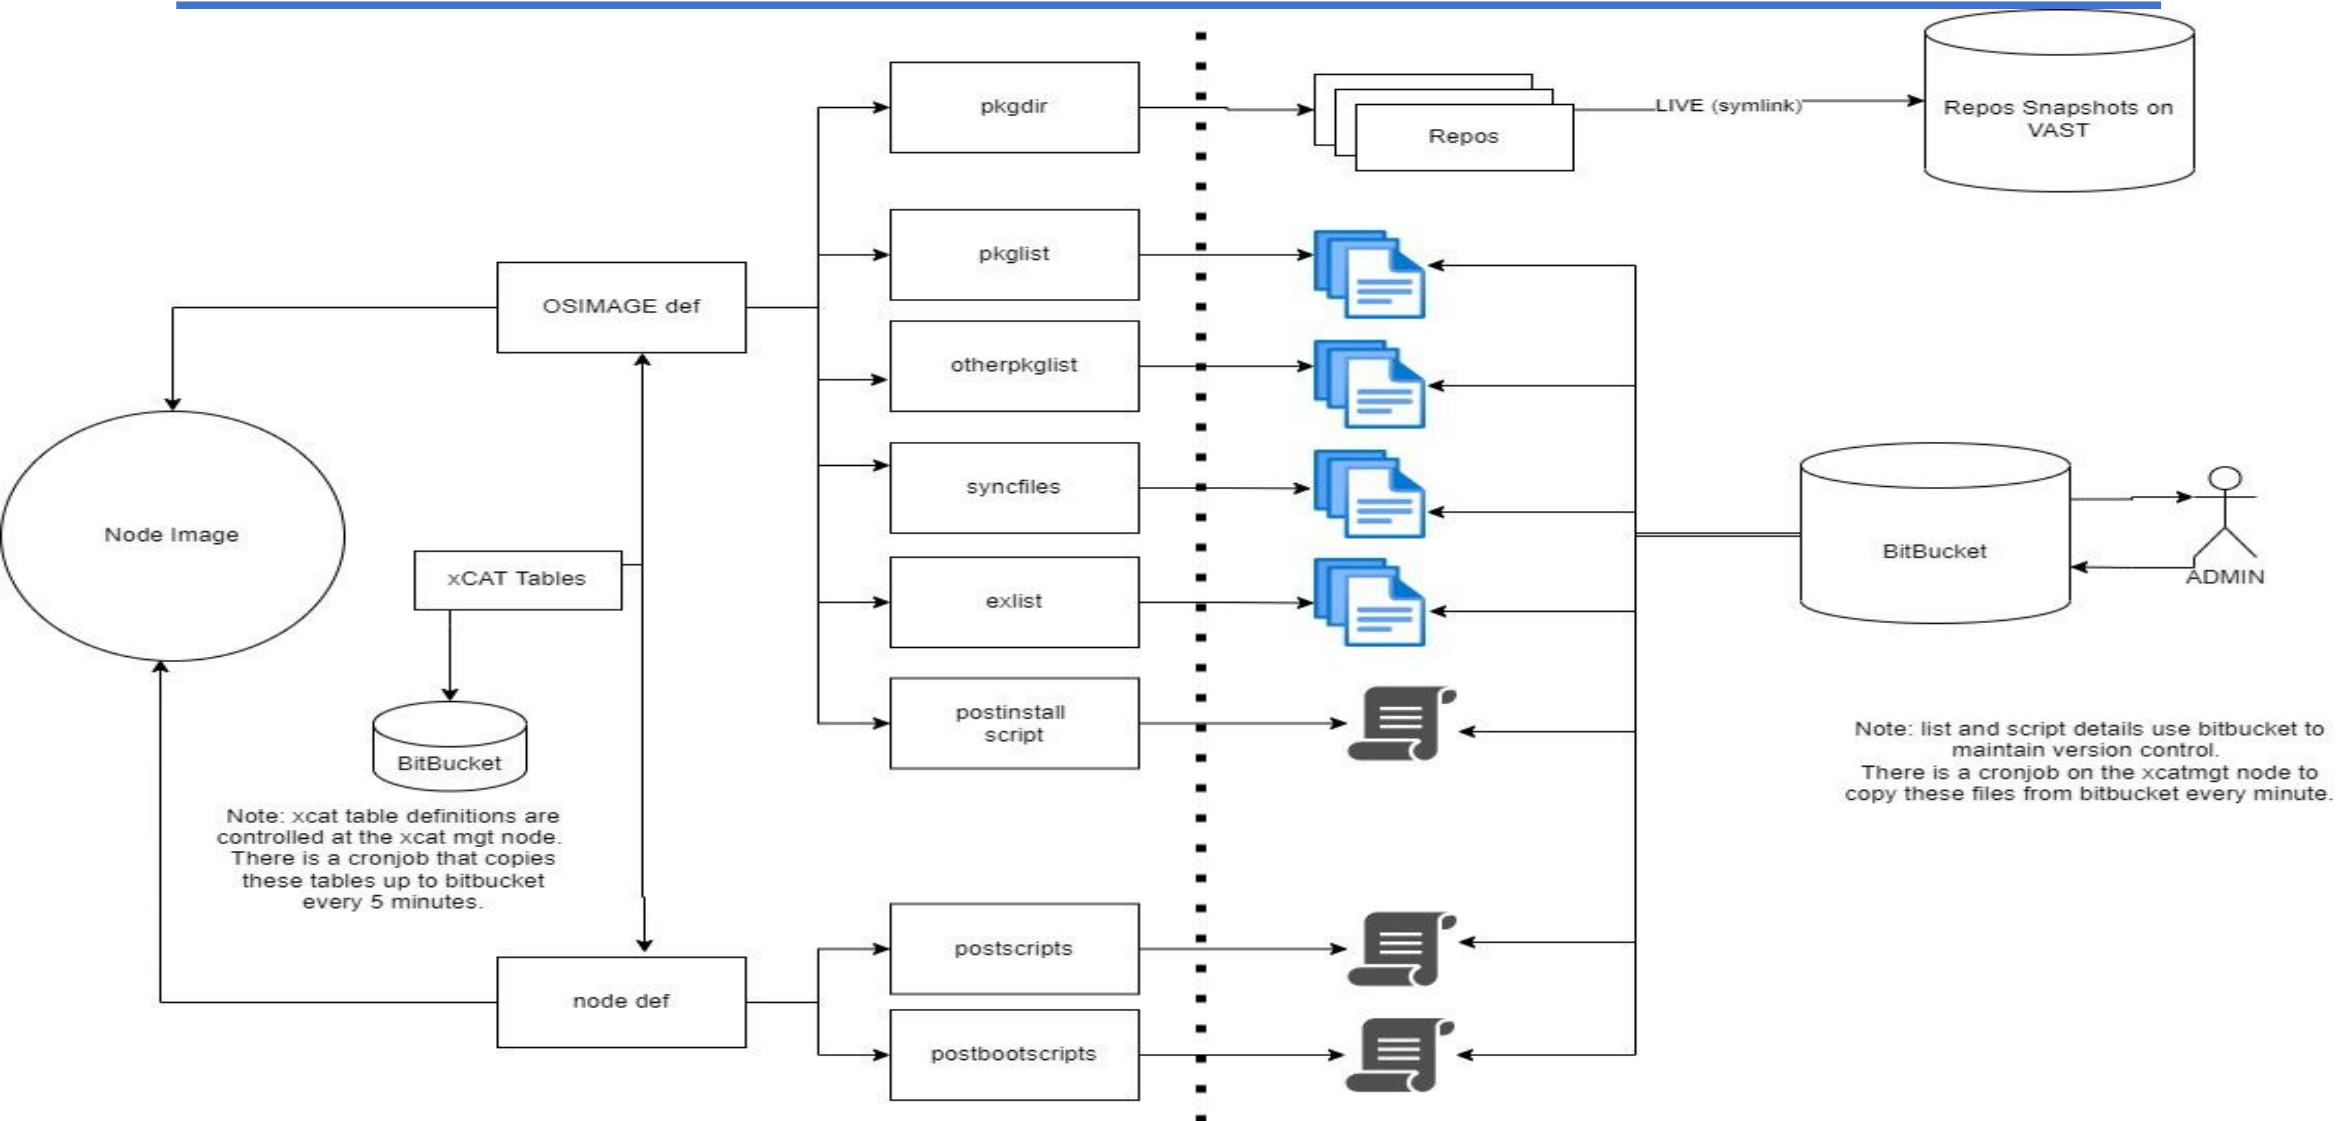 pkgdir
Repos
LIVE (symlink)
Repos Snapshots on
VAST
pkglist
OSIMAGE def
otherpkglist
syncfiles
Node Image
xCAT Tables
exlist
BitBucket
ADMIN
postinstall
script
BitBucket
Note: xcat table definitions are
controlled at the xcat mgt node.
There is a cronjob that copies
these tables up to bitbucket
every 5 minutes.
Note: list and script details use bitbucket to
maintain version control.
There is a cronjob on the xcatmgt node to
copy these files from bitbucket every minute.
postscripts
node def
postbootscripts